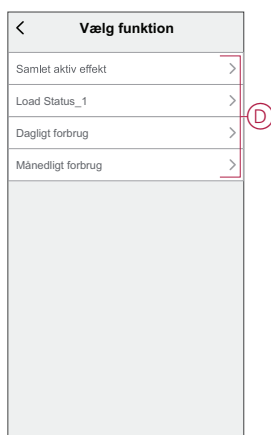 Vælg funktion
Samlet aktiv effekt
Load Status_1
Dagligt forbrug
Månedligt forbrug
D